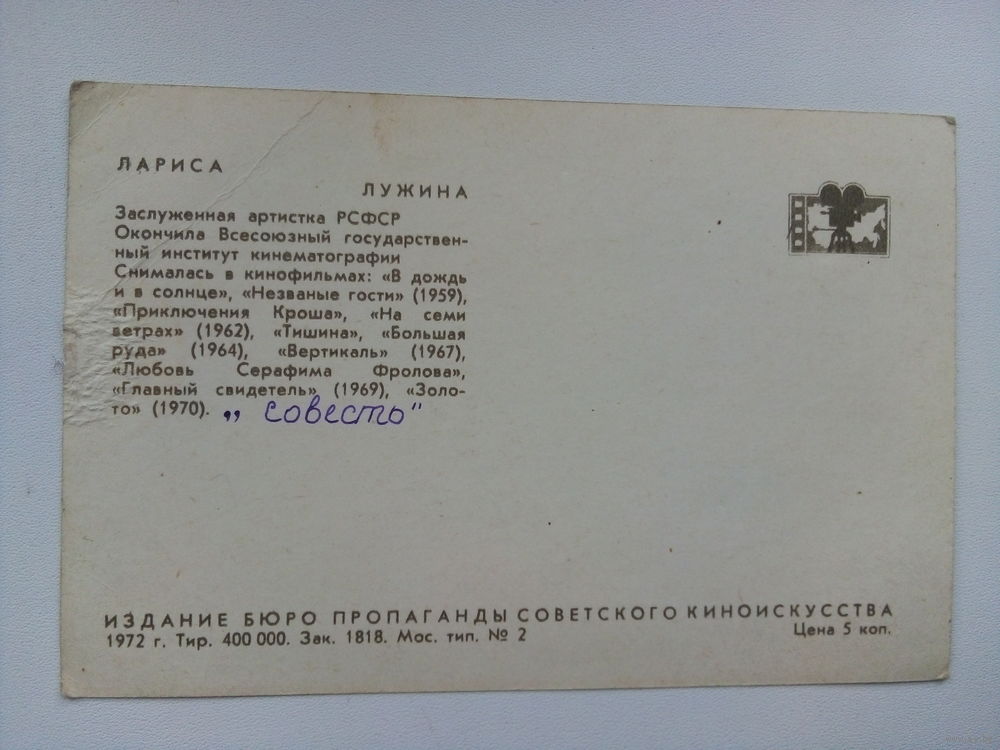 ЛАРИСА
ЛУЖИНА
Заслуженная артистка РСФСР
Окончила Всесоюзный государствен-
ный институт кинематографии
Снималась в кинофильмах: «В дождь
и в солнце», «Незваные гости» (1959),
«Приключения Кроша», «На семи
ветрах» (1962), «Тишина», «Большая
руда» (1964), «Вертикаль» (1967),
«Любовь Серафима Фролова»,
«Главный свидетель» (1969), «Золо-
то» (1970). „ Совесть"
ИЗДАНИЕ БЮРО ПРОПАГАНДЫ СОВЕТСКОГО КИНОИСКУССТВА
1972 г. Тир. 400 000. Зак. 1818. Мос. тип. № 2 Цена 5 коп.